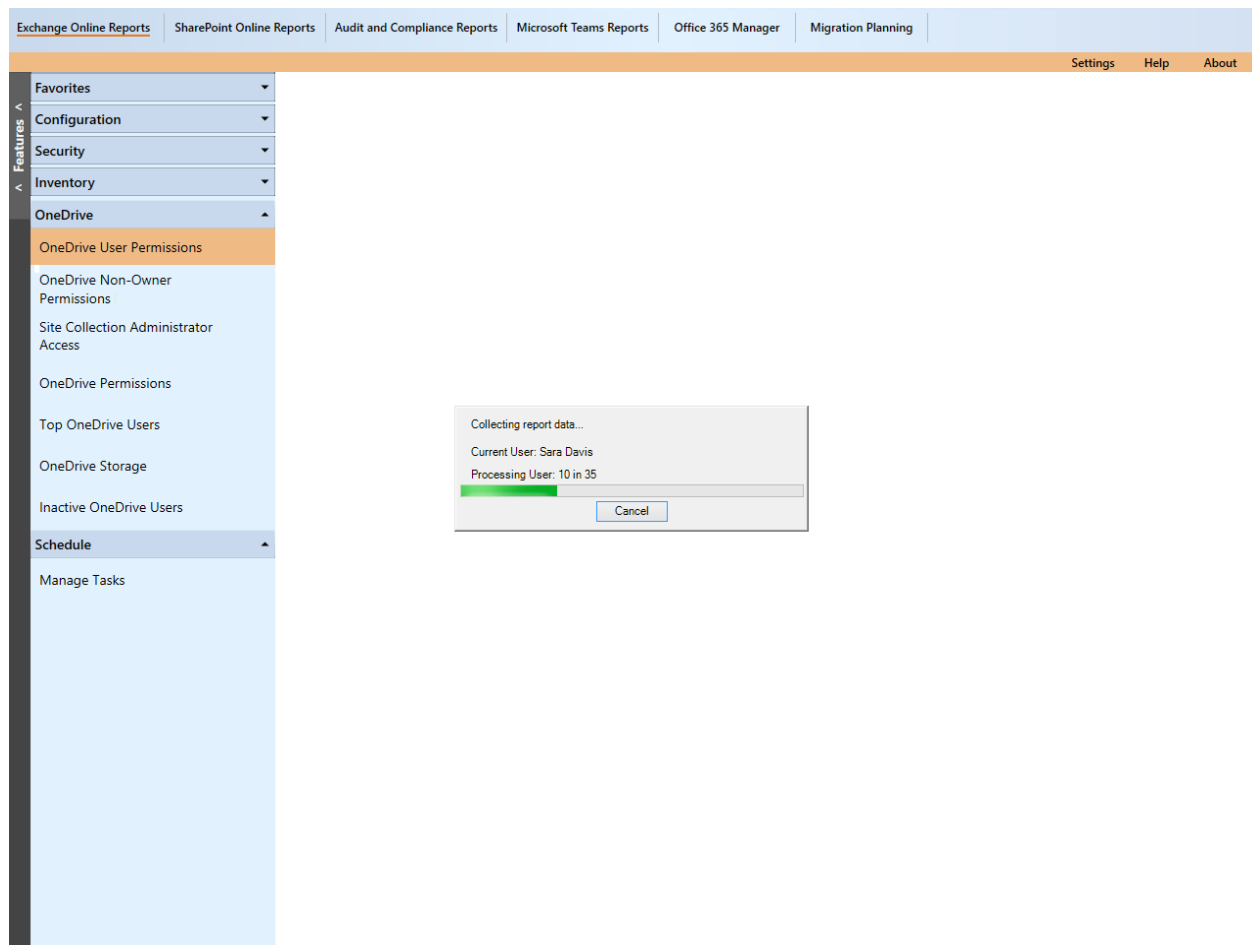 Exchange Online Reports SharePoint Online Reports Audit and Compliance Reports Microsoft Teams Reports Office 365 Manager Migration Planning
Settings Help About
< Features <
Favorites
Configuration
Security
Inventory
OneDrive
OneDrive User Permissions
OneDrive Non-Owner
Permissions
Site Collection Administrator
Access
OneDrive Permissions
Top OneDrive Users
OneDrive Storage
Inactive OneDrive Users
Schedule
Manage Tasks
Collecting report data...
Current User: Sara Davis
Processing User: 10 in 35
Cancel